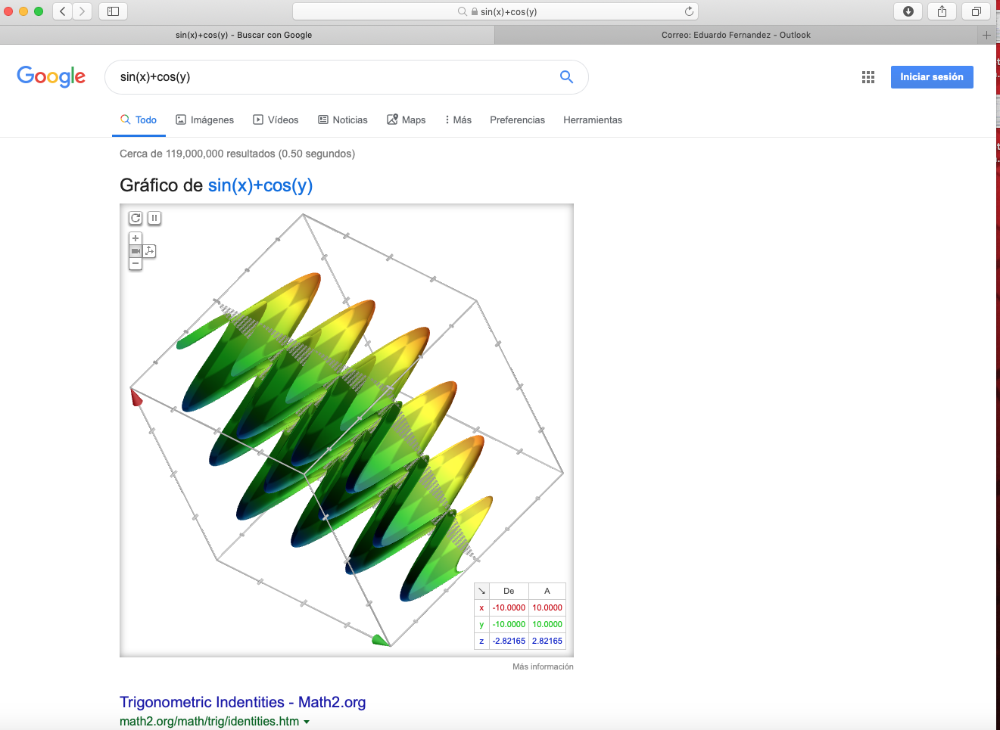 sin(x)+cos(y)
sin(x)+cos(y) - Buscar con Google
Correo: Eduardo Fernandez - Outlook
Google
sin(x)+cos(y)
Iniciar sesión
Todo Imágenes Vídeos Noticias Maps Más Preferencias Herramientas
Cerca de 119,000,000 resultados (0.50 segundos)
Gráfico de sin(x)+cos(y)
De A
x -10.0000 10.0000
y -10.0000 10.0000
z -2.82165 2.82165
Más información
Trigonometric Indentities - Math2.org
math2.org/math/trig/identities.htm